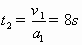 t₂ = v₁/a₁ = 8s